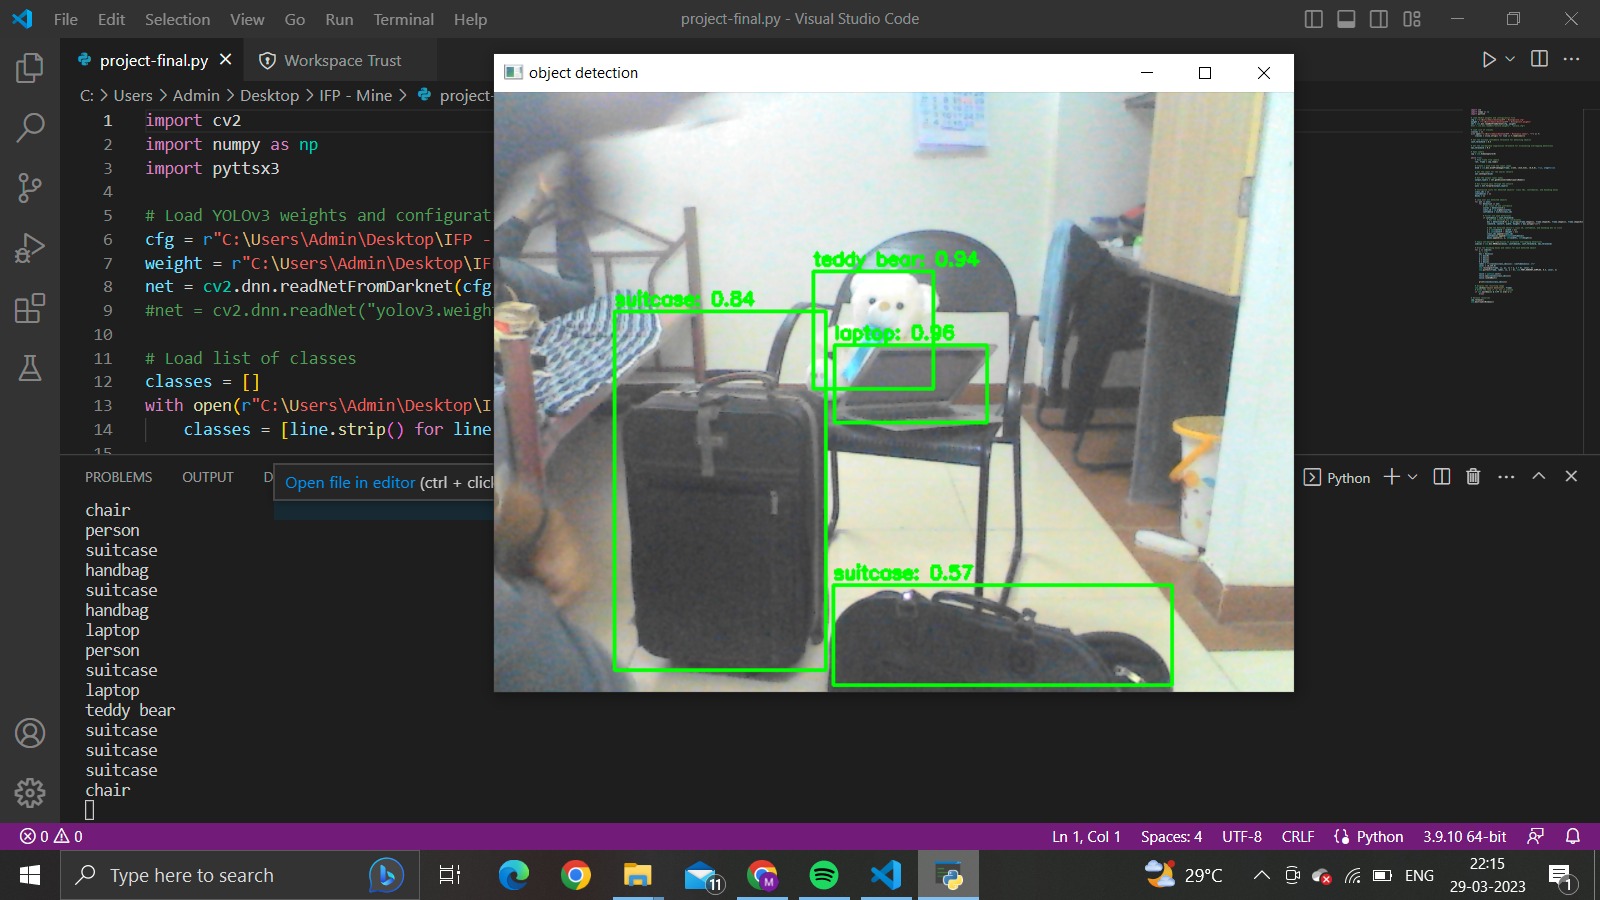 File Edit Selection View Go Run Terminal Help
project-final.py - Visual Studio Code
project-final.py
Workspace Trust
C: > Users > Admin > Desktop > IFP - Mine > project-
1 import cv2
2 import numpy as np
3 import pyttsx3
4
5 # Load YOLOv3 weights and configurat
6 cfg = r"C:\Users\Admin\Desktop\IFP -
7 weight = r"C:\Users\Admin\Desktop\IF
8 net = cv2.dnn.readNetFromDarknet(cfg
9 #net = cv2.dnn.readNet("yolov3.weigh
10
11 # Load list of classes
12 classes = []
13 with open(r"C:\Users\Admin\Desktop\I
14 classes = [line.strip() for line
15
object detection
teddy bear: 0.94
suitcase: 0.84
laptop: 0.96
suitcase: 0.57
PROBLEMS OUTPUT D
Open file in editor (ctrl + click
Python
chair
person
suitcase
handbag
suitcase
handbag
laptop
person
suitcase
laptop
teddy bear
suitcase
suitcase
suitcase
chair
0 0
Ln 1, Col 1 Spaces: 4 UTF-8 CRLF Python 3.9.10 64-bit
Type here to search
11
M
29°C
ENG
22:15
29-03-2023
1